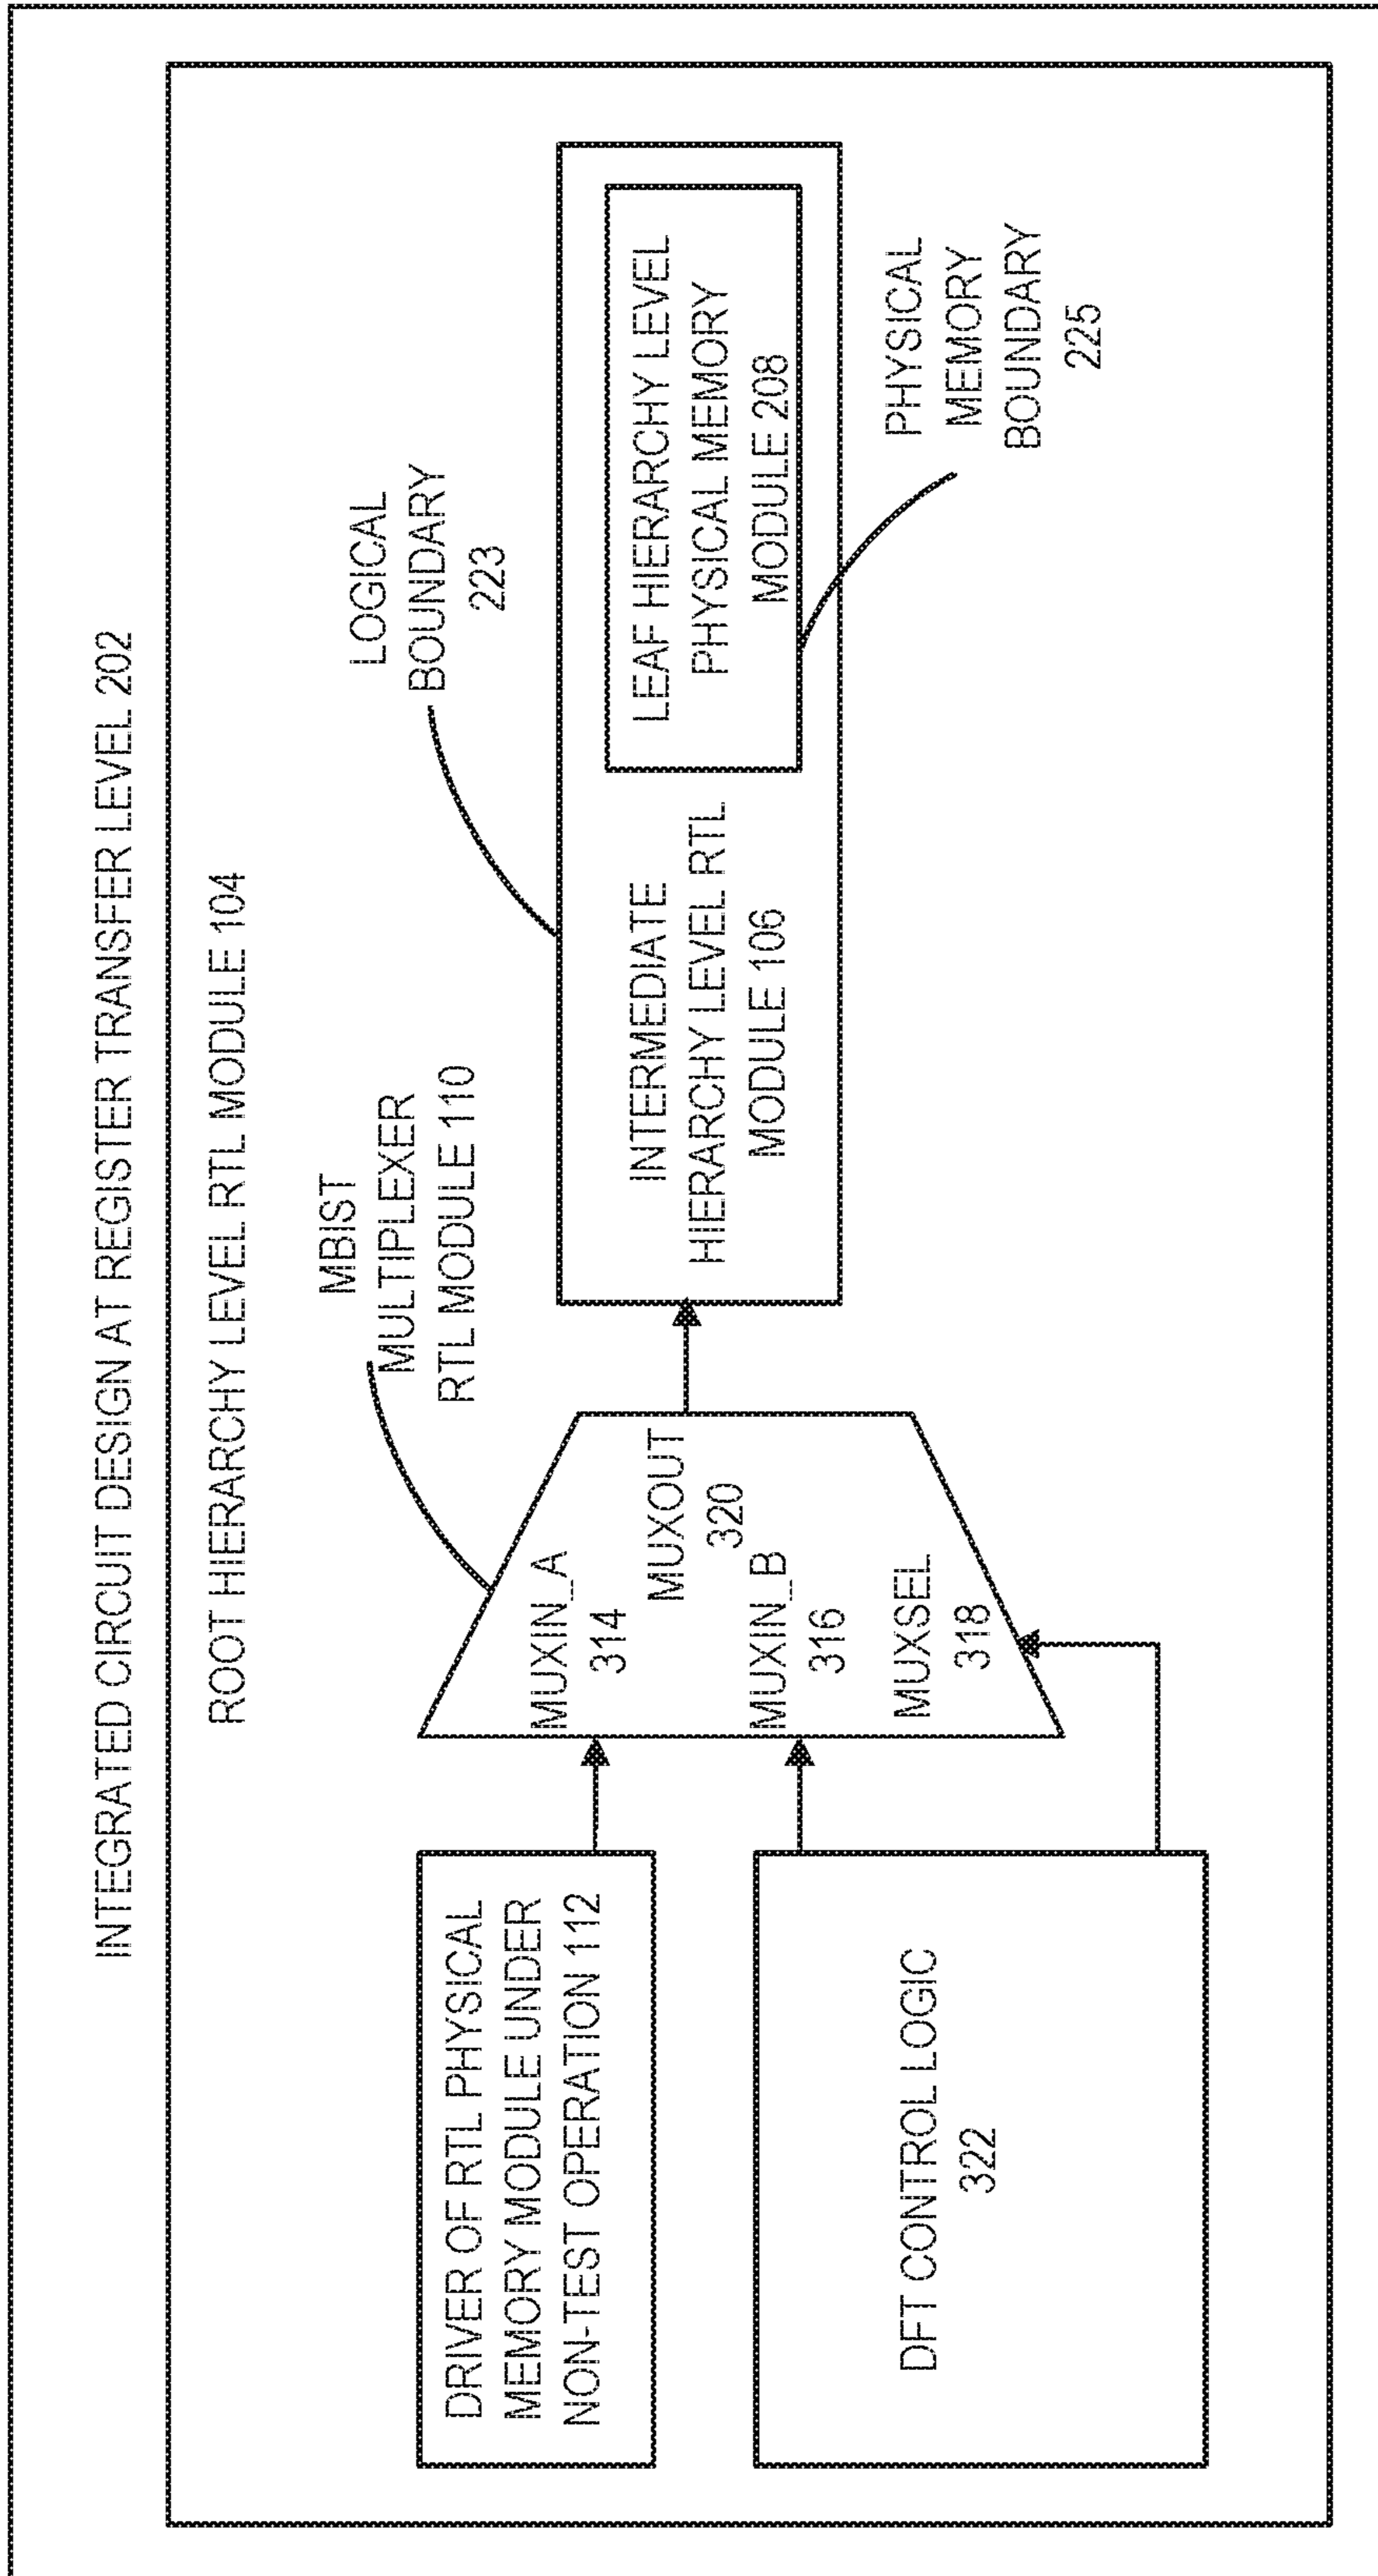 INTEGRATED CIRCUIT DESIGN AT REGISTER TRANSFER LEVEL 202
ROOT HIERARCHY LEVEL RTL MODULE 104
DRIVER OF RTL PHYSICAL
MEMORY MODULE UNDER
NON-TEST OPERATION 112
DFT CONTROL LOGIC
322
MBIST
MULTIPLEXER
RTL MODULE 110
MUXIN_A
314
MUXOUT
320
MUXIN_B
316
MUXSEL
318
LOGICAL
BOUNDARY
223
INTERMEDIATE
HIERARCHY LEVEL RTL
MODULE 106
LEAF HIERARCHY LEVEL
PHYSICAL MEMORY
MODULE 208
PHYSICAL
MEMORY
BOUNDARY
225